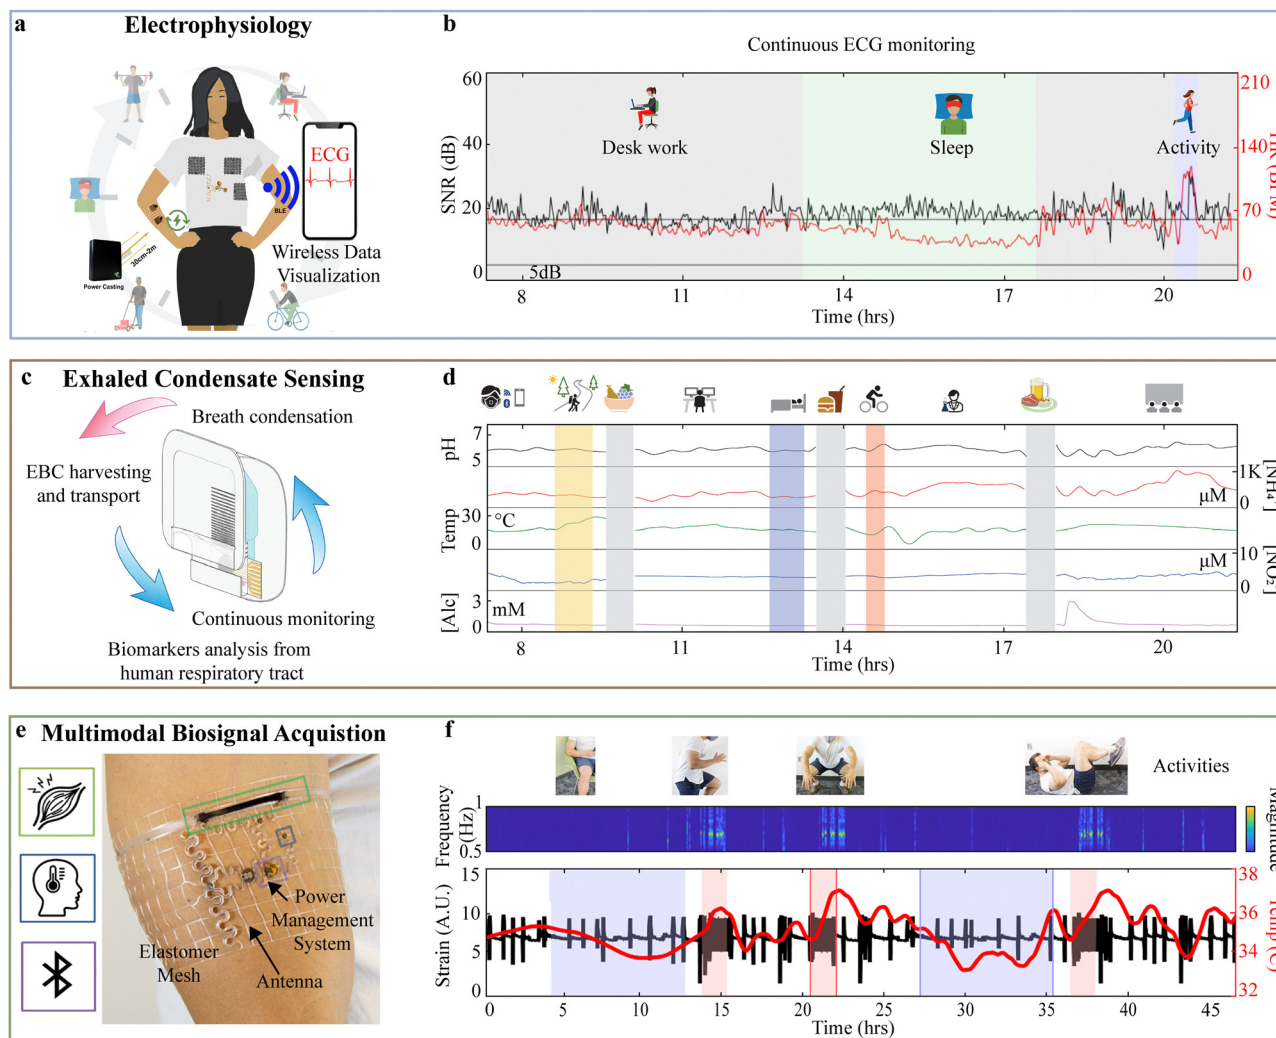 a
Electrophysiology
ECG
BLE
30cm-2m
Power Casting
Wireless Data
Visualization
b
Continuous ECG monitoring
60
40
20
0
SNR (dB)
210
140
70
0
Desk work
Sleep
Activity
5dB
8
11
14
17
20
Time (hrs)
c
Exhaled Condensate Sensing
Breath condensation
EBC harvesting
and transport
Continuous monitoring
Biomarkers analysis from
human respiratory tract
d
7
5
pH
1K
0
μM
[NH₄⁺]
30
0
°C
Temp
10
0
μM
[NO₂⁻]
3
0
mM
[Alc]
8
11
14
17
20
Time (hrs)
e
Multimodal Biosignal Acquistion
Power
Management
System
Elastomer
Mesh
Antenna
f
Activities
1
0.5
Frequency
(Hz)
Magnitude
15
10
5
0
Strain (A.U.)
38
36
34
32
0
5
10
15
20
25
30
35
40
45
Time (hrs)